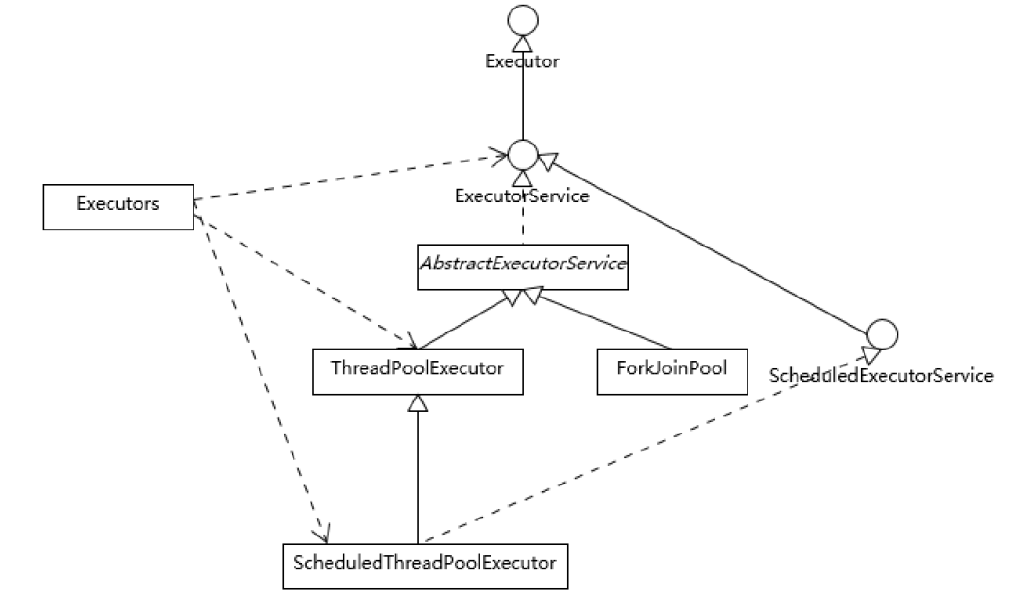 Executor
Executors
ExecutorService
AbstractExecutorService
ThreadPoolExecutor
ForkJoinPool
ScheduledExecutorService
ScheduledThreadPoolExecutor